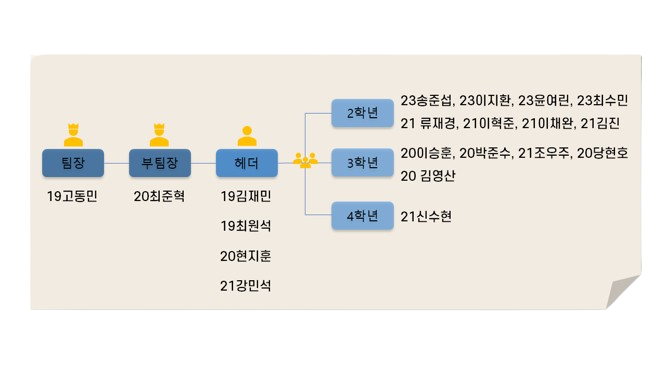 팀장
19고동민
부팀장
20최준혁
헤더
19김재민
19최원석
20현지훈
21강민석
2학년
23송준섭, 23이지환, 23윤여린, 23최수민
21 류재경, 21이혁준, 21이채완, 21김진
3학년
20이승훈, 20박준수, 21조우주, 20당현호
20 김영산
4학년
21신수현